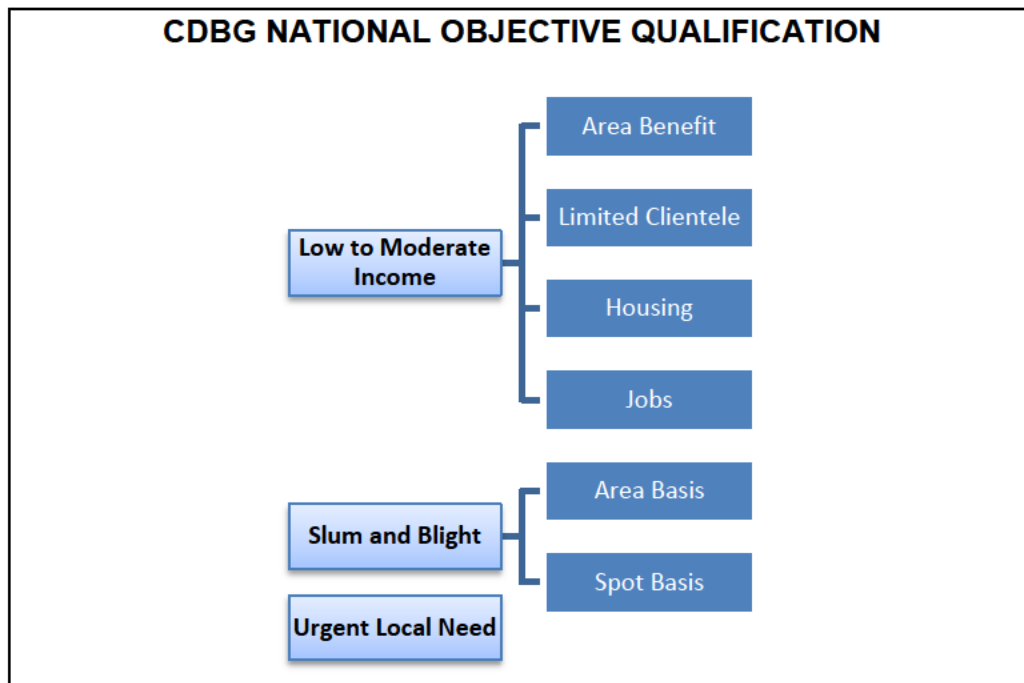 CDBG NATIONAL OBJECTIVE QUALIFICATION
Low to Moderate
Income
Area Benefit
Limited Clientele
Housing
Jobs
Slum and Blight
Area Basis
Spot Basis
Urgent Local Need